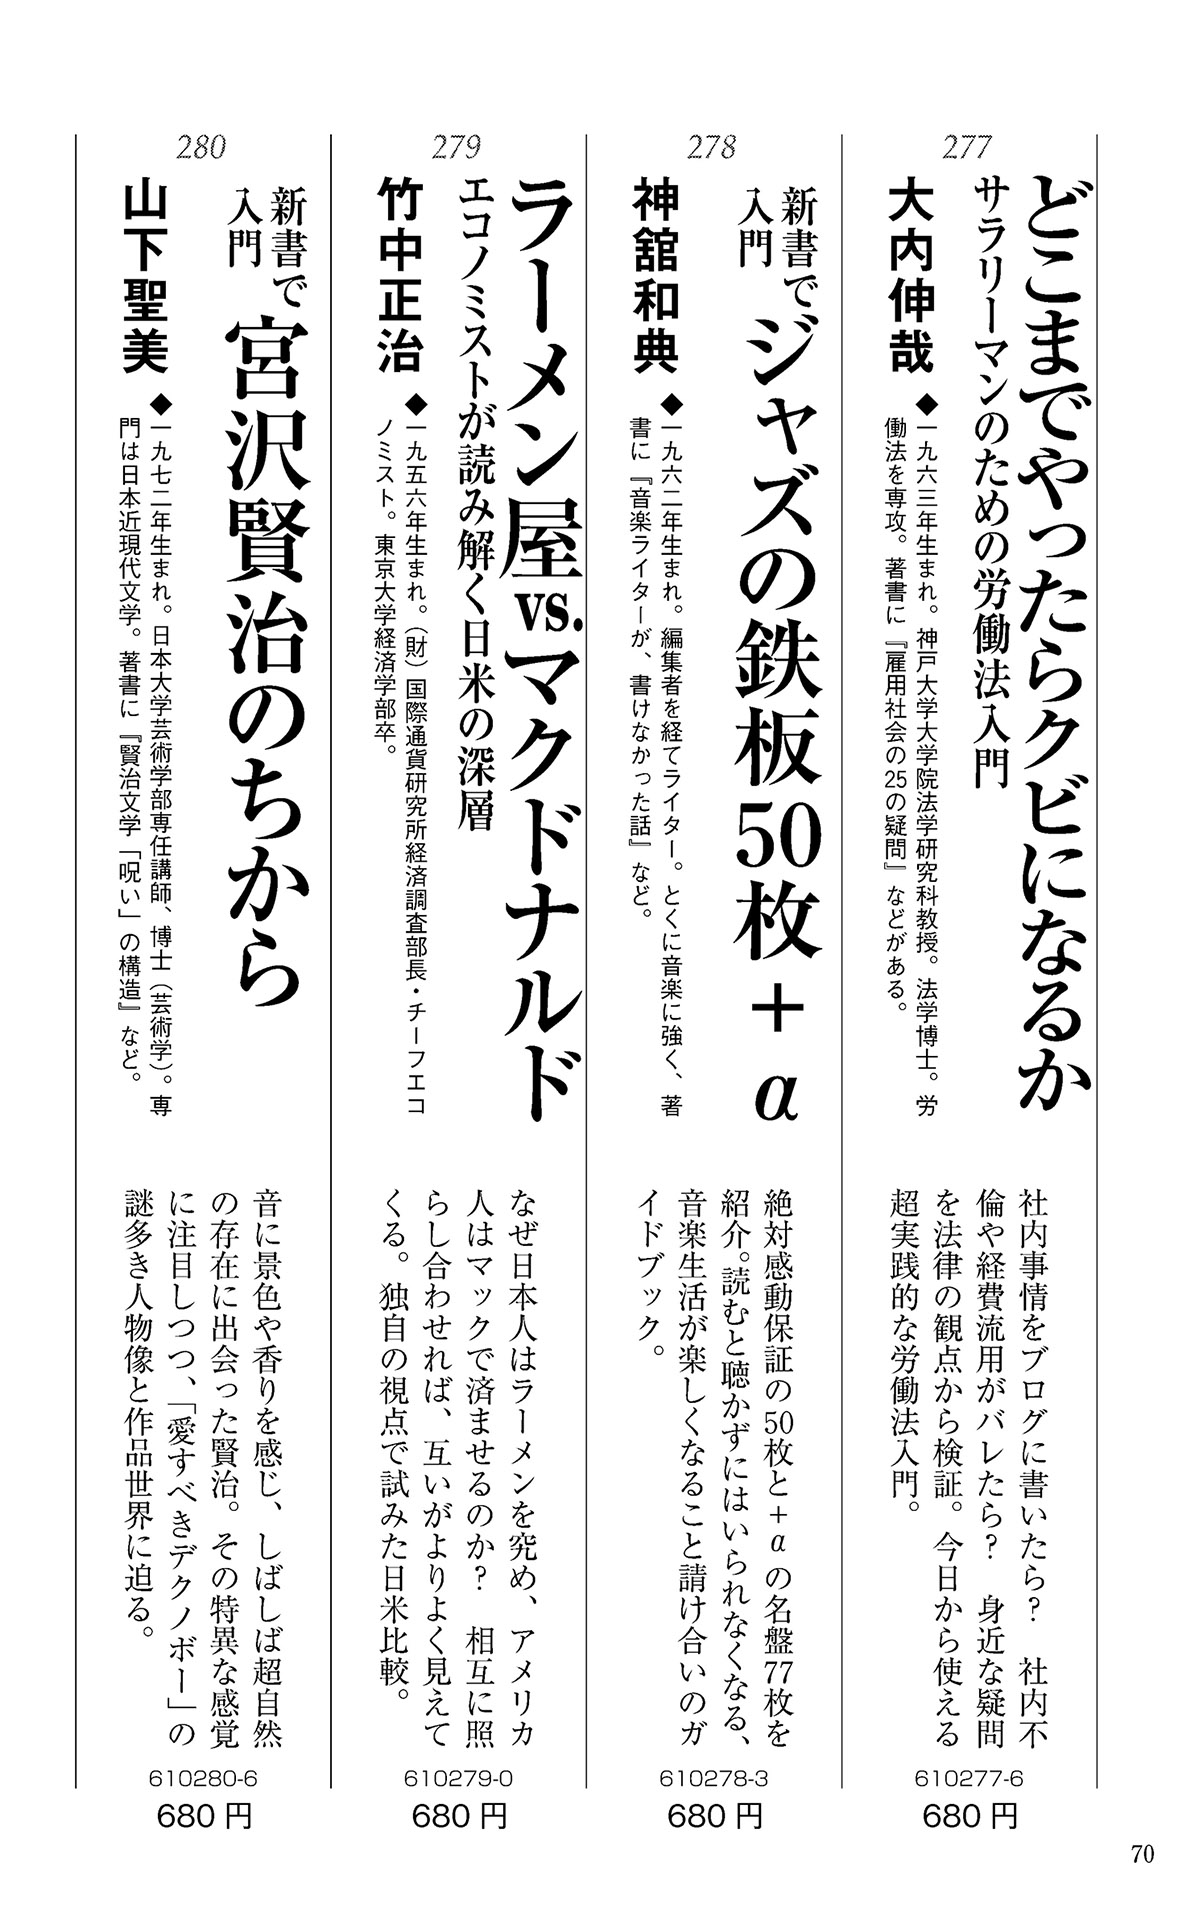 277
どこまでやったらクビになるか
サラリーマンのための労働法入門
大内伸哉
◆一九六三年生まれ。神戸大学大学院法学研究科教授。法学博士。労
働法を専攻。著書に『雇用社会の25の疑問』などがある。
社内事情をブログに書いたら?　社内不
倫や経費流用がバレたら?　身近な疑問
を法律の観点から検証。今日から使える
超実践的な労働法入門。
610277-6
680円
278
新書で
入門
ジャズの鉄板50枚＋α
神舘和典
◆一九六二年生まれ。編集者を経てライター。とくに音楽に強く、著
書に『音楽ライターが、書けなかった話』など。
絶対感動保証の50枚と＋αの名盤77枚を
紹介。読むと聴かずにはいられなくなる、
音楽生活が楽しくなること請け合いのガ
イドブック。
610278-3
680円
279
ラーメン屋vs.マクドナルド
エコノミストが読み解く日米の深層
竹中正治
◆一九五六年生まれ。（財）国際通貨研究所経済調査部長・チーフエコ
ノミスト。東京大学経済学部卒。
なぜ日本人はラーメンを究め、アメリカ
人はマックで済ませるのか?　相互に照
らし合わせれば、互いがよりよく見えて
くる。独自の視点で試みた日米比較。
610279-0
680円
280
新書で
入門
宮沢賢治のちから
山下聖美
◆一九七二年生まれ。日本大学芸術学部専任講師、博士（芸術学）。専
門は日本近現代文学。著書に『賢治文学「呪い」の構造』など。
音に景色や香りを感じ、しばしば超自然
の存在に出会った賢治。その特異な感覚
に注目しつつ、「愛すべきデクノボー」の
謎多き人物像と作品世界に迫る。
610280-6
680円
70